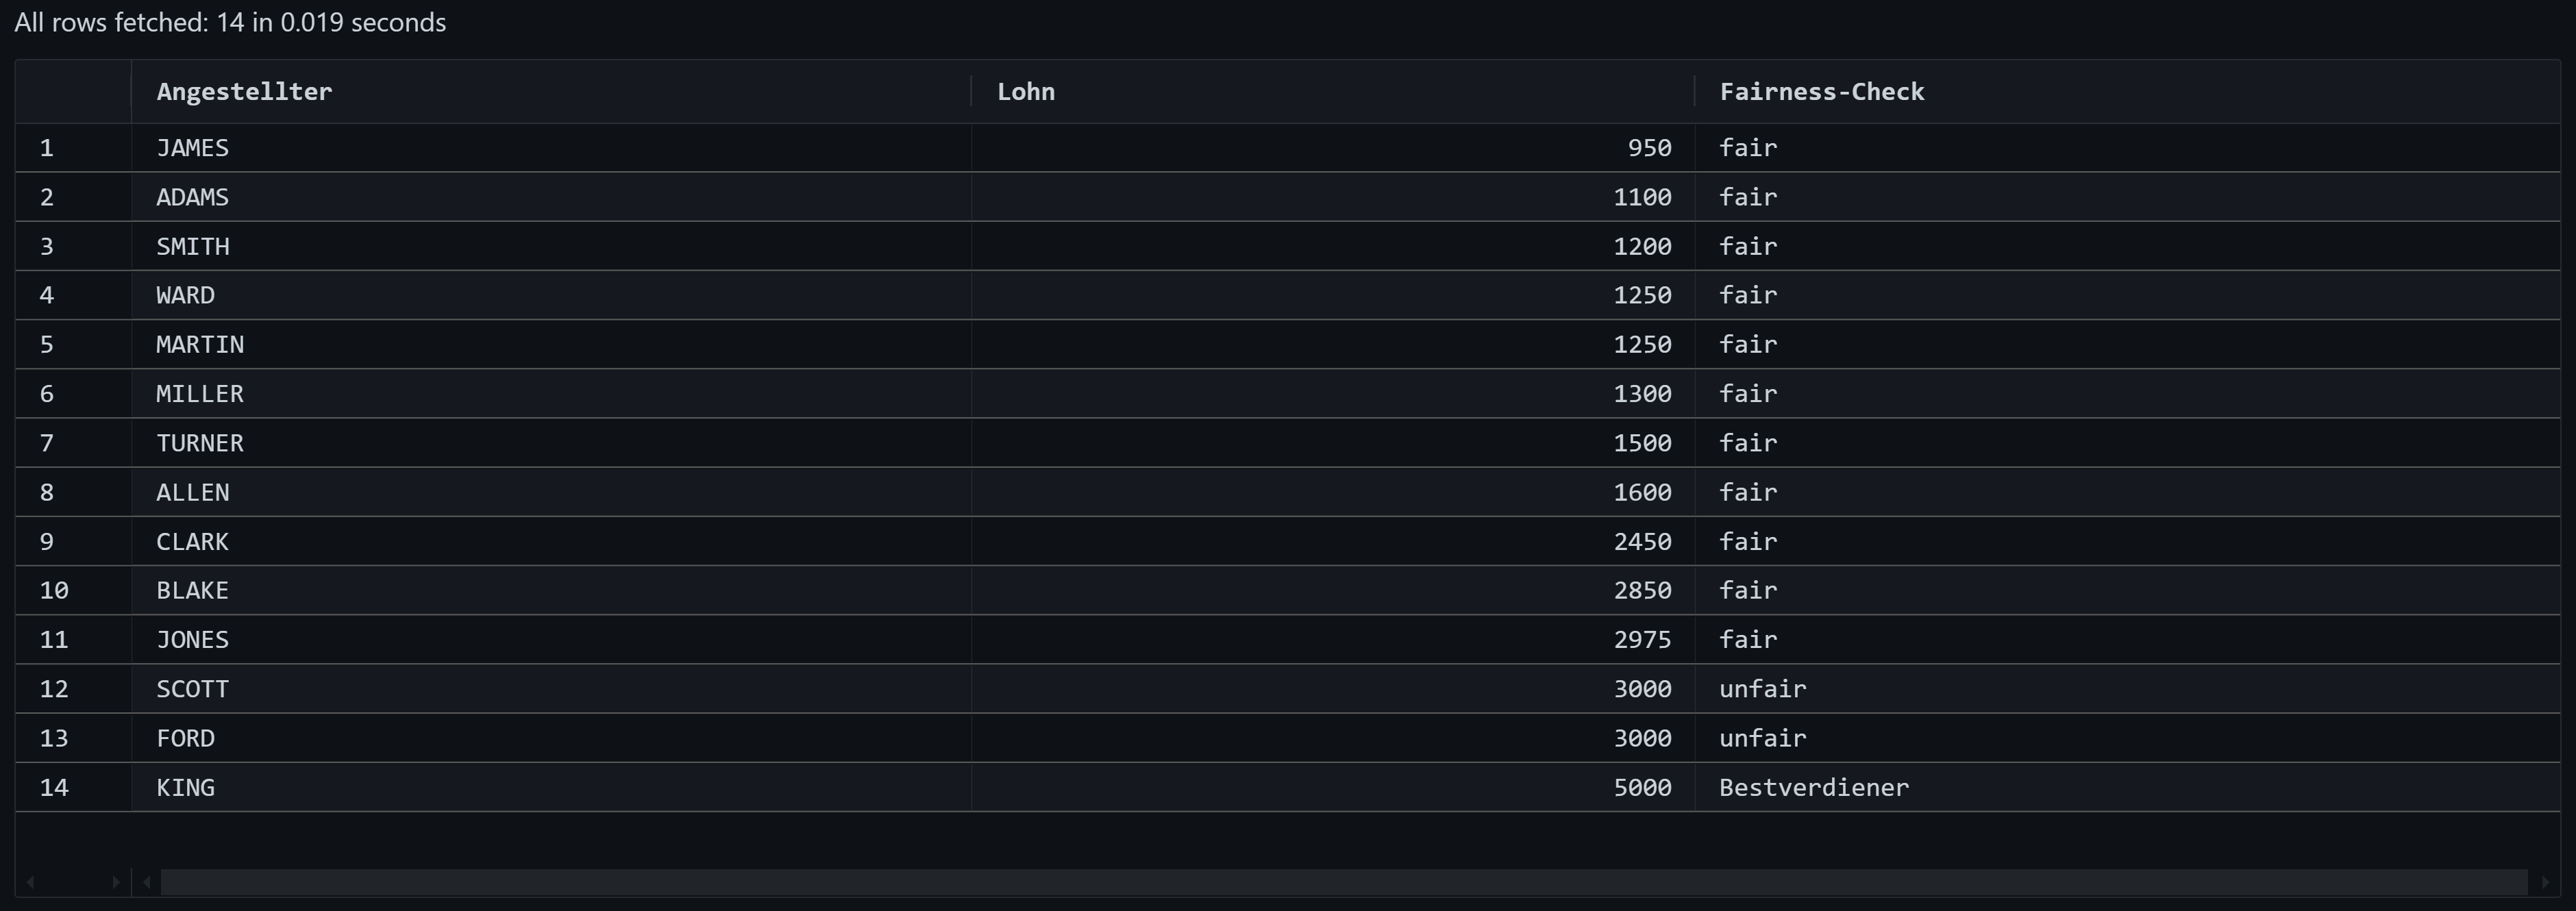 All rows fetched: 14 in 0.019 seconds
Angestellter Lohn Fairness-Check
1 JAMES 950 fair
2 ADAMS 1100 fair
3 SMITH 1200 fair
4 WARD 1250 fair
5 MARTIN 1250 fair
6 MILLER 1300 fair
7 TURNER 1500 fair
8 ALLEN 1600 fair
9 CLARK 2450 fair
10 BLAKE 2850 fair
11 JONES 2975 fair
12 SCOTT 3000 unfair
13 FORD 3000 unfair
14 KING 5000 Bestverdiener